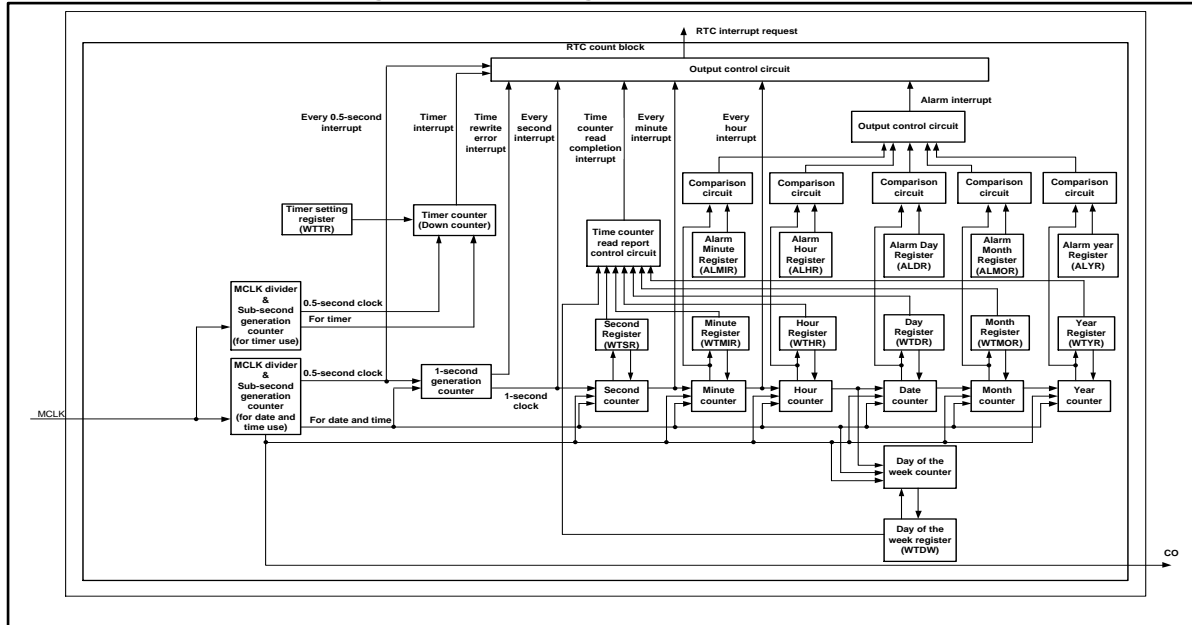 RTC interrupt request
RTC count block
Output control circuit
Alarm interrupt
Every 0.5-second
interrupt
Timer
interrupt
Time
rewrite
error
interrupt
Every
second
interrupt
Time
counter
read
completion
interrupt
Every
minute
interrupt
Every
hour
interrupt
Output control circuit
Comparison
circuit
Comparison
circuit
Comparison
circuit
Comparison
circuit
Comparison
circuit
Timer setting
register
(WTTR)
Timer counter
(Down counter)
Time counter
read report
control circuit
Alarm
Minute
Register
(ALMIR)
Alarm
Hour
Register
(ALHR)
Alarm Day
Register
(ALDR)
Alarm
Month
Register
(ALMOR)
Alarm year
Register
(ALYR)
MCLK divider
&
Sub-second
generation
counter
(for timer use)
0.5-second clock
For timer
Second
Register
(WTSR)
Minute
Register
(WTMIR)
Hour
Register
(WTHR)
Day
Register
(WTDR)
Month
Register
(WTMOR)
Year
Register
(WTYR)
MCLK divider
&
Sub-second
generation
counter
(for date and
time use)
0.5-second clock
For date and time
1-second
generation
counter
1-second
clock
Second
counter
Minute
counter
Hour
counter
Date
counter
Month
counter
Year
counter
MCLK
Day of the
week counter
Day of the
week register
(WTDW)
CO